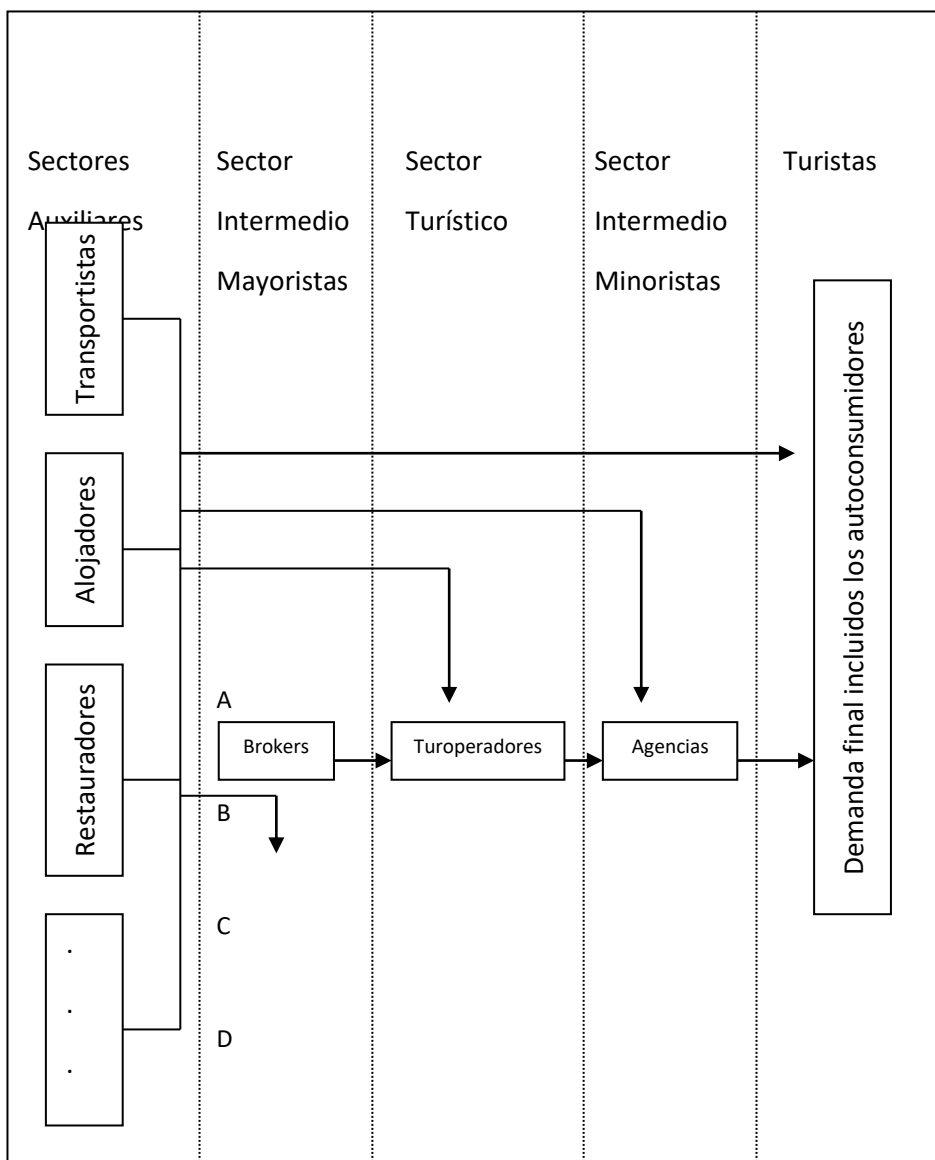 Sectores
Auxiliares
Sector
Intermedio
Mayoristas
Sector
Turístico
Sector
Intermedio
Minoristas
Turistas
Transportistas
Alojadores
Restauradores
.
.
.
A
Brokers
Turoperadores
Agencias
B
C
D
Demanda final incluidos los autoconsumidores